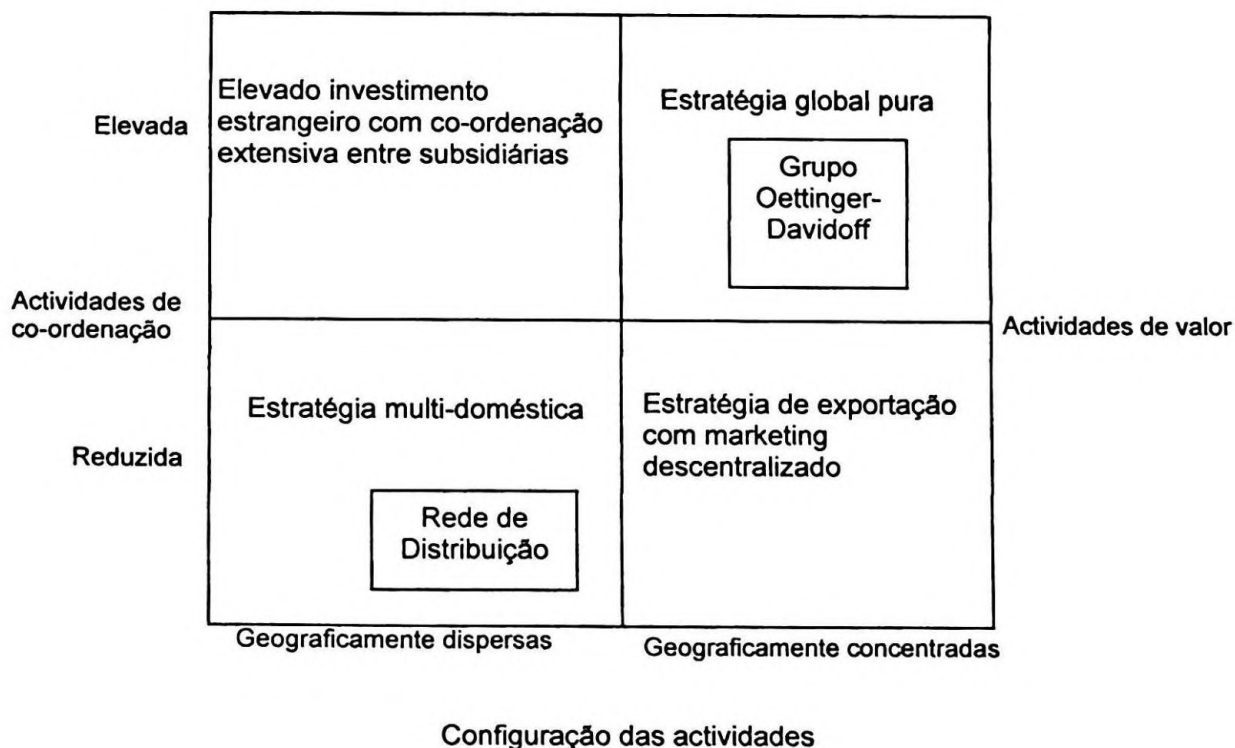 Elevada
Elevado investimento
estrangeiro com co-ordenação
extensiva entre subsidiárias
Estratégia global pura
Grupo
Oettinger-
Davidoff
Actividades de
co-ordenação
Actividades de valor
Reduzida
Estratégia multi-doméstica
Rede de
Distribuição
Estratégia de exportação
com marketing
descentralizado
Geograficamente dispersas
Geograficamente concentradas
Configuração das actividades